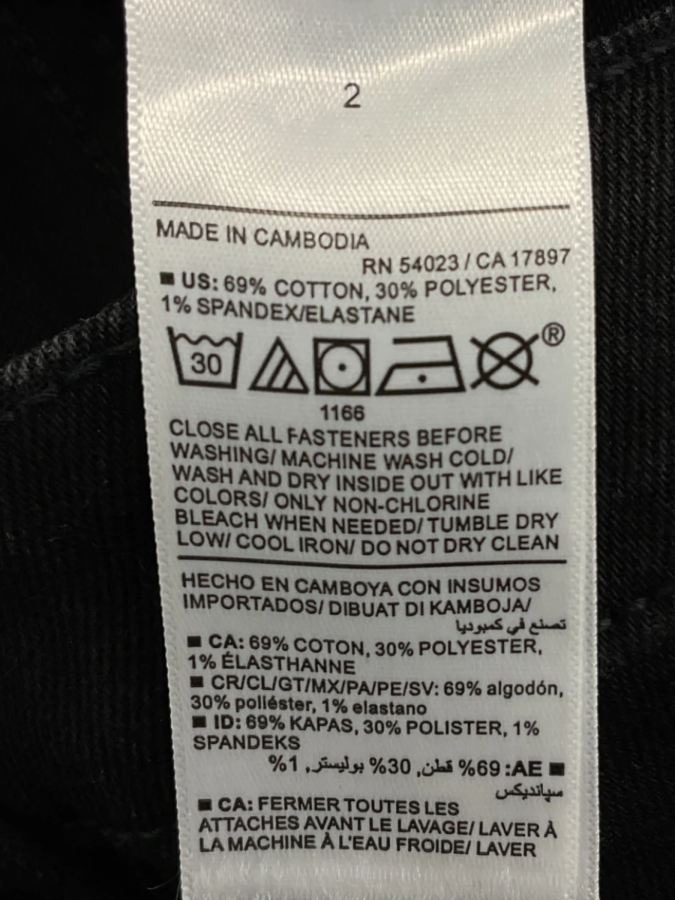 2
MADE IN CAMBODIA
RN 54023 / CA 17897
■ US: 69% COTTON, 30% POLYESTER,
1% SPANDEX/ELASTANE
30
®
1166
CLOSE ALL FASTENERS BEFORE
WASHING/ MACHINE WASH COLD/
WASH AND DRY INSIDE OUT WITH LIKE
COLORS/ ONLY NON-CHLORINE
BLEACH WHEN NEEDED/ TUMBLE DRY
LOW/ COOL IRON/ DO NOT DRY CLEAN
HECHO EN CAMBOYA CON INSUMOS
IMPORTADOS/ DIBUAT DI KAMBOJA/
تصنع في كمبوديا
■ CA: 69% COTON, 30% POLYESTER,
1% ÉLASTHANNE
■ CR/CL/GT/MX/PA/PE/SV: 69% algodón,
30% poliéster, 1% elastano
■ ID: 69% KAPAS, 30% POLISTER, 1%
SPANDEKS
■ AE: 69% قطن, 30% بوليستر, 1%
سپانديكس
■ CA: FERMER TOUTES LES
ATTACHES AVANT LE LAVAGE/ LAVER À
LA MACHINE À L'EAU FROIDE/ LAVER